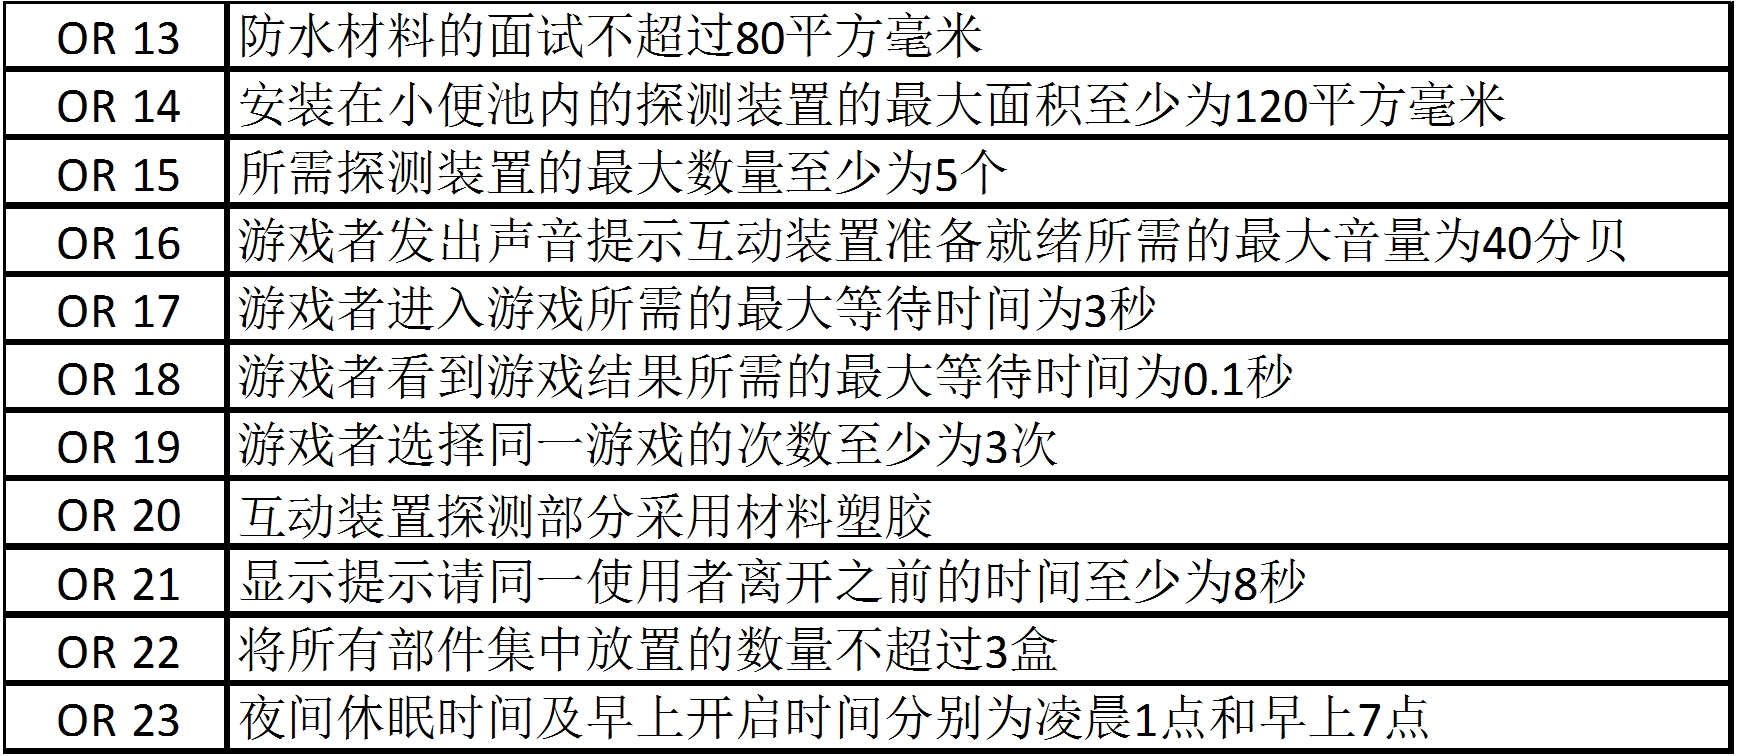 OR 13 防水材料的面试不超过80平方毫米
OR 14 安装在小便池内的探测装置的最大面积至少为120平方毫米
OR 15 所需探测装置的最大数量至少为5个
OR 16 游戏者发出声音提示互动装置准备就绪所需的最大音量为40分贝
OR 17 游戏者进入游戏所需的最大等待时间为3秒
OR 18 游戏者看到游戏结果所需的最大等待时间为0.1秒
OR 19 游戏者选择同一游戏的次数至少为3次
OR 20 互动装置探测部分采用材料塑胶
OR 21 显示提示请同一使用者离开之前的时间至少为8秒
OR 22 将所有部件集中放置的数量不超过3盒
OR 23 夜间休眠时间及早上开启时间分别为凌晨1点和早上7点